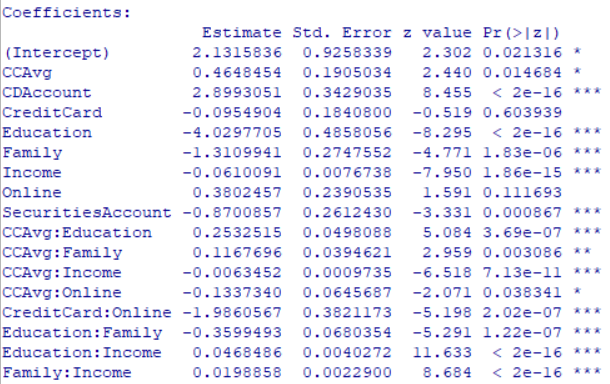 Coefficients:
Estimate Std. Error z value Pr(>|z|)
(Intercept) 2.1315836 0.9258339 2.302 0.021316 *
CCAvg 0.4648454 0.1905034 2.440 0.014684 *
CDAccount 2.8993051 0.3429035 8.455 < 2e-16 ***
CreditCard -0.0954904 0.1840800 -0.519 0.603939
Education -4.0297705 0.4858056 -8.295 < 2e-16 ***
Family -1.3109941 0.2747552 -4.771 1.83e-06 ***
Income -0.0610091 0.0076738 -7.950 1.86e-15 ***
Online 0.3802457 0.2390535 1.591 0.111693
SecuritiesAccount -0.8700857 0.2612430 -3.331 0.000867 ***
CCAvg:Education 0.2532515 0.0498088 5.084 3.69e-07 ***
CCAvg:Family 0.1167696 0.0394621 2.959 0.003086 **
CCAvg:Income -0.0063452 0.0009735 -6.518 7.13e-11 ***
CCAvg:Online -0.1337340 0.0645687 -2.071 0.038341 *
CreditCard:Online -1.9860567 0.3821173 -5.198 2.02e-07 ***
Education:Family -0.3599493 0.0680354 -5.291 1.22e-07 ***
Education:Income 0.0468486 0.0040272 11.633 < 2e-16 ***
Family:Income 0.0198858 0.0022900 8.684 < 2e-16 ***